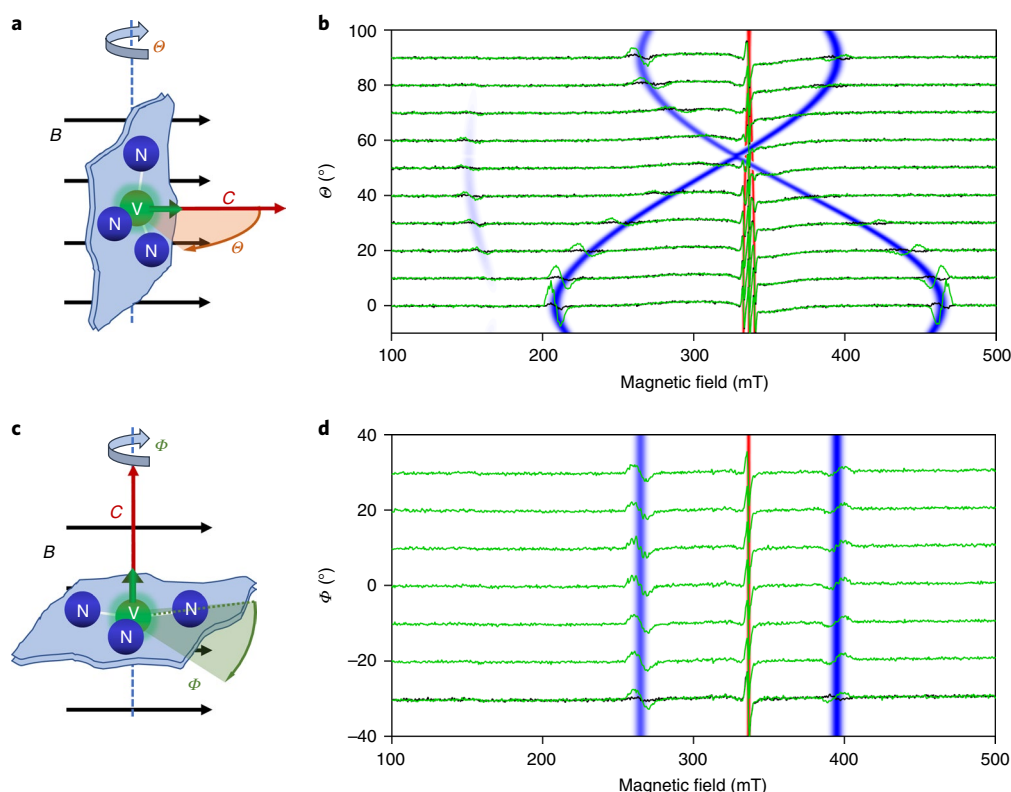 a
Θ
B
N
V
C
N
N
Θ
b
100
80
60
40
20
0
Θ (°)
100
200
300
400
500
Magnetic field (mT)
c
Φ
C
B
N
V
N
N
Φ
d
40
20
0
−20
−40
Φ (°)
100
200
300
400
500
Magnetic field (mT)